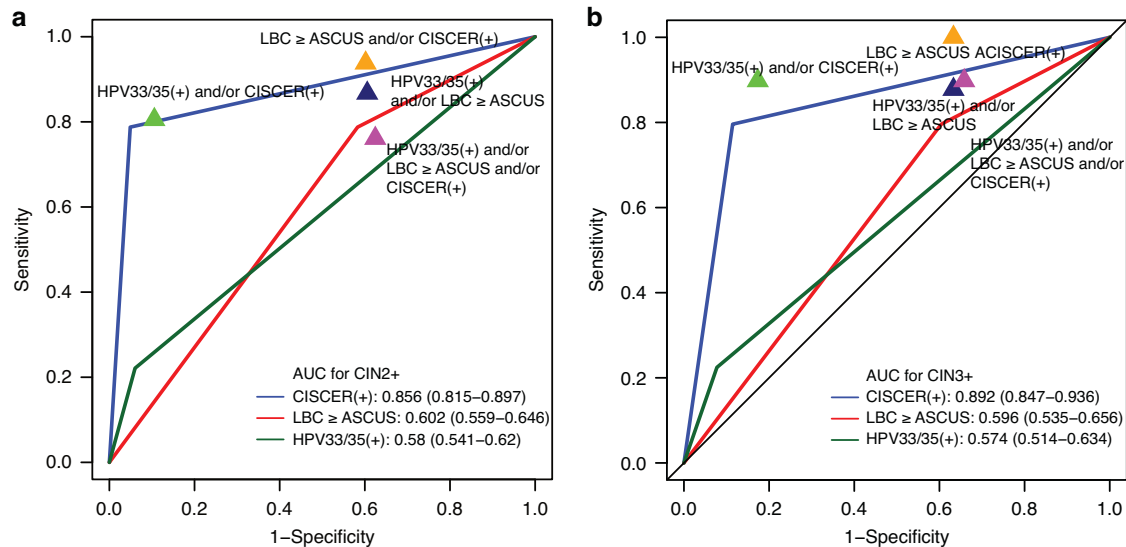 a
LBC ≥ ASCUS and/or CISCER(+)
HPV33/35(+) and/or CISCER(+)
HPV33/35(+)
and/or LBC ≥ ASCUS
HPV33/35(+) and/or
LBC ≥ ASCUS and/or
CISCER(+)
AUC for CIN2+
CISCER(+): 0.856 (0.815–0.897)
LBC ≥ ASCUS: 0.602 (0.559–0.646)
HPV33/35(+): 0.58 (0.541–0.62)
Sensitivity
1.0
0.8
0.6
0.4
0.2
0.0
0.0 0.2 0.4 0.6 0.8 1.0
1–Specificity
b
LBC ≥ ASCUS ACISCER(+)
HPV33/35(+) and/or CISCER(+)
HPV33/35(+) and/or
LBC ≥ ASCUS
HPV33/35(+) and/or
LBC ≥ ASCUS and/or
CISCER(+)
AUC for CIN3+
CISCER(+): 0.892 (0.847–0.936)
LBC ≥ ASCUS: 0.596 (0.535–0.656)
HPV33/35(+): 0.574 (0.514–0.634)
Sensitivity
1.0
0.8
0.6
0.4
0.2
0.0
0.0 0.2 0.4 0.6 0.8 1.0
1–Specificity